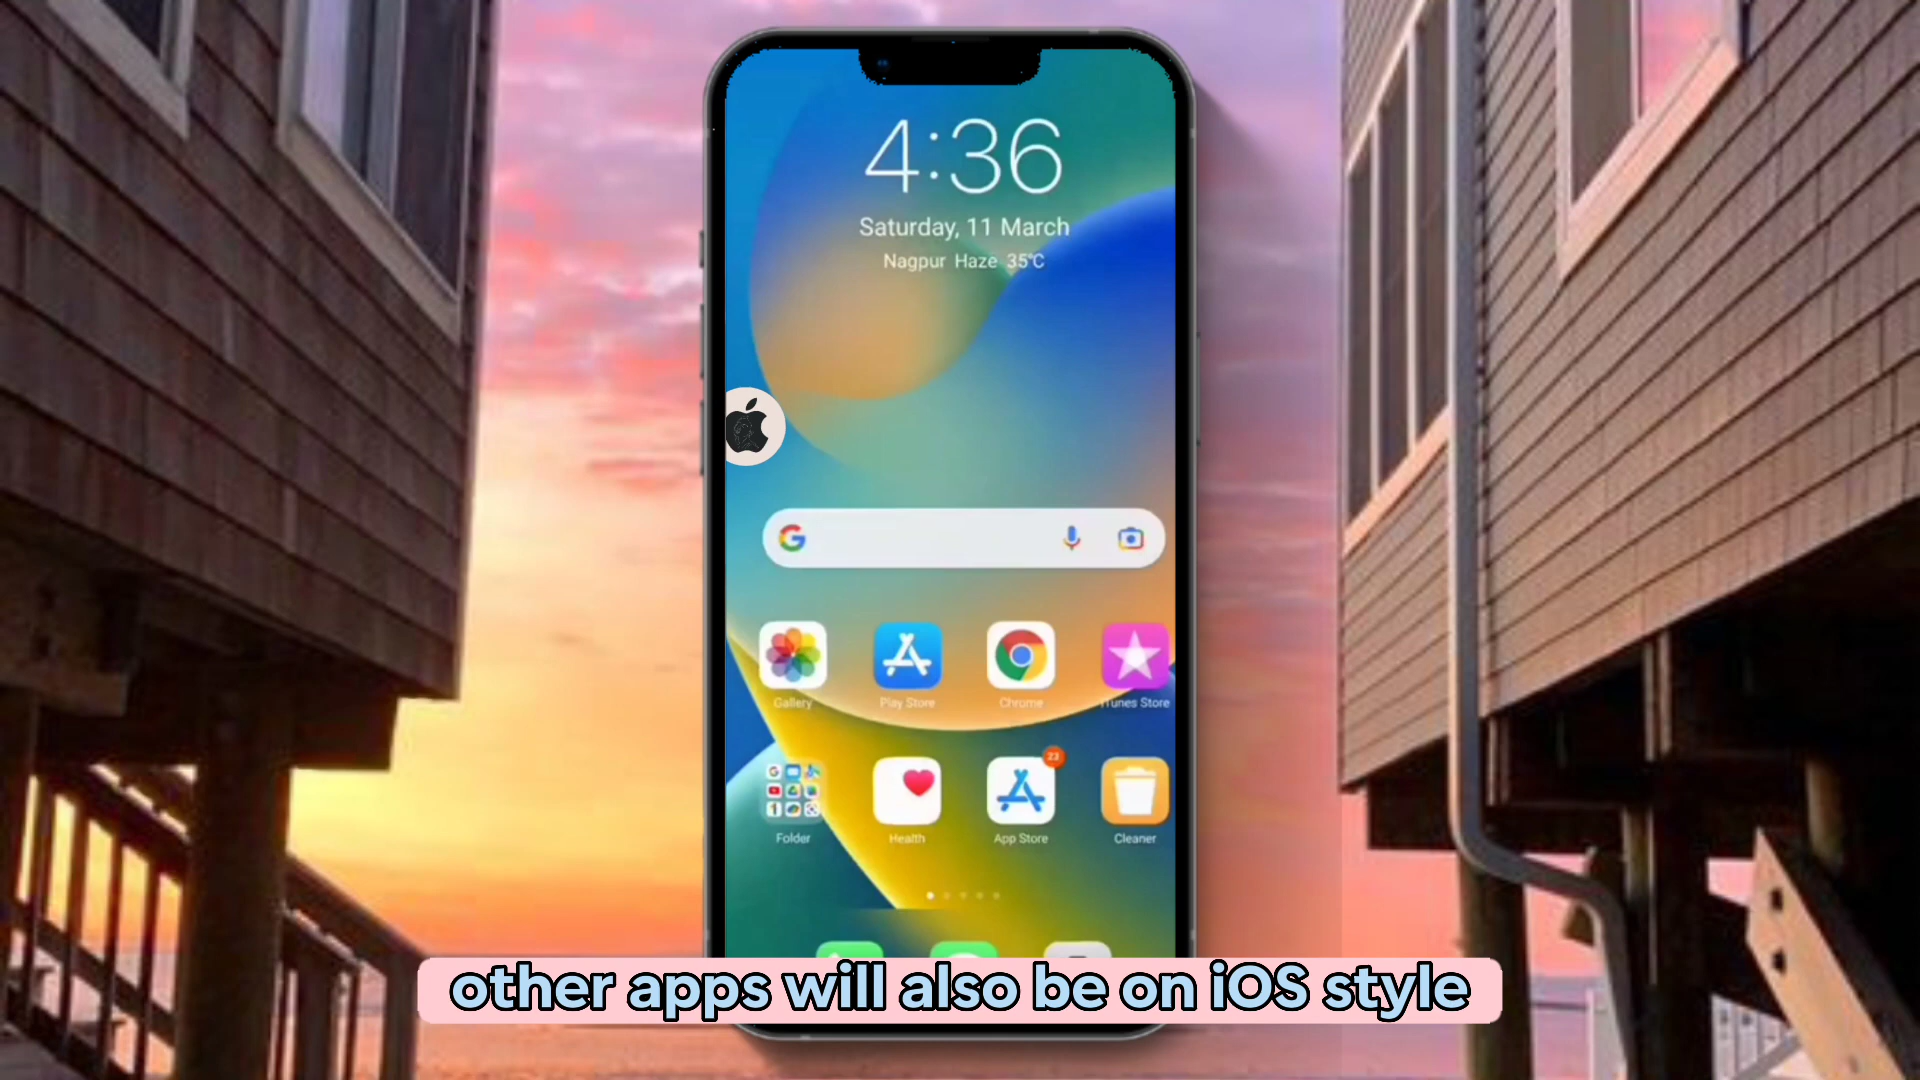 4:36
Saturday, 11 March
Nagpur Haze 35°C
Gallery Play Store Chrome iTunes Store
23
Folder Health App Store Cleaner
other apps will also be on iOS style